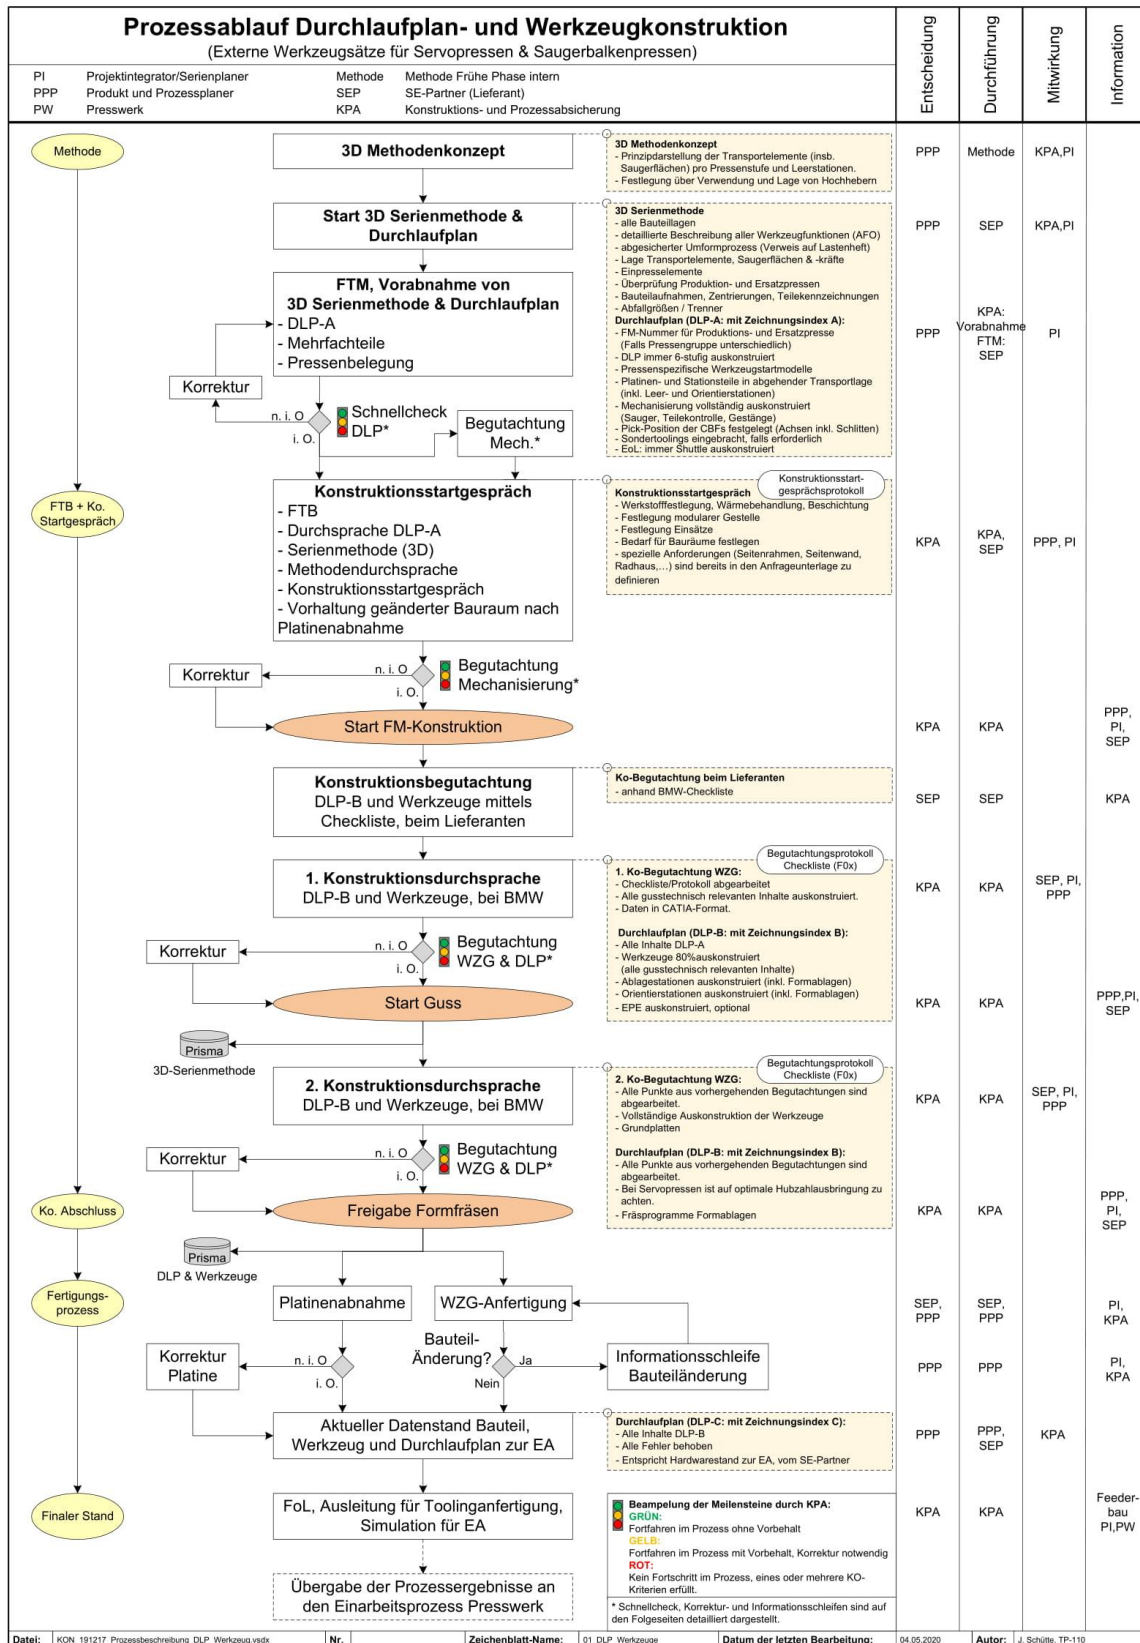 Prozessablauf Durchlaufplan- und Werkzeugkonstruktion
(Externe Werkzeugsätze für Servopressen & Saugerbalkenpressen)
PI Projektintegrator/Serienplaner Methode Methode Frühe Phase intern
PPP Produkt und Prozessplaner SEP SE-Partner (Lieferant)
PW Presswerk KPA Konstruktions- und Prozessabsicherung
Entscheidung
Durchführung
Mitwirkung
Information
Methode
3D Methodenkonzept
3D Methodenkonzept
- Prinzipdarstellung der Transportelemente (insb.
Saugerflächen) pro Pressenstufe und Leerstationen.
- Festlegung über Verwendung und Lage von Hochhebern
PPP Methode KPA,PI
Start 3D Serienmethode &
Durchlaufplan
3D Serienmethode
- alle Bauteillagen
- detaillierte Beschreibung aller Werkzeugfunktionen (AFO)
- abgesicherter Umformprozess (Verweis auf Lastenheft)
- Lage Transportelemente, Saugerflächen & -kräfte
- Einpresselemente
- Überprüfung Produktion- und Ersatzpressen
- Bauteilaufnahmen, Zentrierungen, Teilekennzeichnungen
- Abfallgrößen / Trenner
Durchlaufplan (DLP-A: mit Zeichnungsindex A):
- FM-Nummer für Produktions- und Ersatzpresse
(Falls Pressengruppe unterschiedlich)
- DLP immer 6-stufig auskonstruiert
- Pressenspezifische Werkzeugstartmodelle
- Platinen- und Stationsteile in abgehender Transportlage
(inkl. Leer- und Orientierstationen)
- Mechanisierung vollständig auskonstruiert
(Sauger, Teilekontrolle, Gestänge)
- Pick-Position der CBFs festgelegt (Achsen inkl. Schlitten)
- Sondertoolings eingebracht, falls erforderlich
- EoL: immer Shuttle auskonstruiert
PPP SEP KPA,PI
FTM, Vorabnahme von
3D Serienmethode & Durchlaufplan
- DLP-A
- Mehrfachteile
- Pressenbelegung
PPP
KPA:
Vorabnahme
FTM:
SEP
PI
Korrektur
n. i. O
i. O.
Schnellcheck
DLP*
Begutachtung
Mech.*
FTB + Ko.
Startgespräch
Konstruktionsstartgespräch
- FTB
- Durchsprache DLP-A
- Serienmethode (3D)
- Methodendurchsprache
- Konstruktionsstartgespräch
- Vorhaltung geänderter Bauraum nach
Platinenabnahme
Konstruktionsstart-
gesprächsprotokoll
Konstruktionsstartgespräch
- Werkstofffestlegung, Wärmebehandlung, Beschichtung
- Festlegung modularer Gestelle
- Festlegung Einsätze
- Bedarf für Bauräume festlegen
- spezielle Anforderungen (Seitenrahmen, Seitenwand,
Radhaus,...) sind bereits in den Anfrageunterlage zu
definieren
KPA
KPA,
SEP
PPP, PI
Korrektur
n. i. O
i. O.
Begutachtung
Mechanisierung*
Start FM-Konstruktion
KPA KPA
PPP,
PI,
SEP
Konstruktionsbegutachtung
DLP-B und Werkzeuge mittels
Checkliste, beim Lieferanten
Ko-Begutachtung beim Lieferanten
- anhand BMW-Checkliste
SEP SEP KPA
1. Konstruktionsdurchsprache
DLP-B und Werkzeuge, bei BMW
Begutachtungsprotokoll
Checkliste (F0x)
1. Ko-Begutachtung WZG:
- Checkliste/Protokoll abgearbeitet
- Alle gusstechnisch relevanten Inhalte auskonstruiert.
- Daten in CATIA-Format.
Durchlaufplan (DLP-B: mit Zeichnungsindex B):
- Alle Inhalte DLP-A
- Werkzeuge 80%auskonstruiert
(alle gusstechnisch relevanten Inhalte)
- Ablagestationen auskonstruiert (inkl. Formablagen)
- Orientierstationen auskonstruiert (inkl. Formablagen)
- EPE auskonstruiert, optional
KPA KPA
SEP, PI,
PPP
Korrektur
n. i. O
i. O.
Begutachtung
WZG & DLP*
Start Guss
KPA KPA
PPP,PI,
SEP
Prisma
3D-Serienmethode
2. Konstruktionsdurchsprache
DLP-B und Werkzeuge, bei BMW
Begutachtungsprotokoll
Checkliste (F0x)
2. Ko-Begutachtung WZG:
- Alle Punkte aus vorhergehenden Begutachtungen sind
abgearbeitet.
- Vollständige Auskonstruktion der Werkzeuge
- Grundplatten
Durchlaufplan (DLP-B: mit Zeichnungsindex B):
- Alle Punkte aus vorhergehenden Begutachtungen sind
abgearbeitet.
- Bei Servopressen ist auf optimale Hubzahlausbringung zu
achten.
- Fräsprogramme Formablagen
KPA KPA
SEP, PI,
PPP
Korrektur
n. i. O
i. O.
Begutachtung
WZG & DLP*
Ko. Abschluss
Freigabe Formfräsen
KPA KPA
PPP,
PI,
SEP
Prisma
DLP & Werkzeuge
Fertigungs-
prozess
Platinenabnahme
WZG-Anfertigung
SEP,
PPP
SEP,
PPP
PI,
KPA
Korrektur
Platine
n. i. O
i. O.
Bauteil-
Änderung?
Ja
Nein
Informationsschleife
Bauteiländerung
PPP PPP
PI,
KPA
Aktueller Datenstand Bauteil,
Werkzeug und Durchlaufplan zur EA
Durchlaufplan (DLP-C: mit Zeichnungsindex C):
- Alle Inhalte DLP-B
- Alle Fehler behoben
- Entspricht Hardwarestand zur EA, vom SE-Partner
PPP
PPP,
SEP
KPA
Finaler Stand
FoL, Ausleitung für Toolinganfertigung,
Simulation für EA
Beampelung der Meilensteine durch KPA:
GRÜN:
Fortfahren im Prozess ohne Vorbehalt
GELB:
Fortfahren im Prozess mit Vorbehalt, Korrektur notwendig
ROT:
Kein Fortschritt im Prozess, eines oder mehrere KO-
Kriterien erfüllt.
* Schnellcheck, Korrektur- und Informationsschleifen sind auf
den Folgeseiten detailliert dargestellt.
KPA KPA
Feeder-
bau
PI,PW
Übergabe der Prozessergebnisse an
den Einarbeitsprozess Presswerk
Datei: KON_191217_Prozessbeschreibung_DLP_Werkzeug.vsdx Nr. Zeichenblatt-Name: 01_DLP_Werkzeuge Datum der letzten Bearbeitung: 04.05.2020 Autor: J. Schütte, TP-110